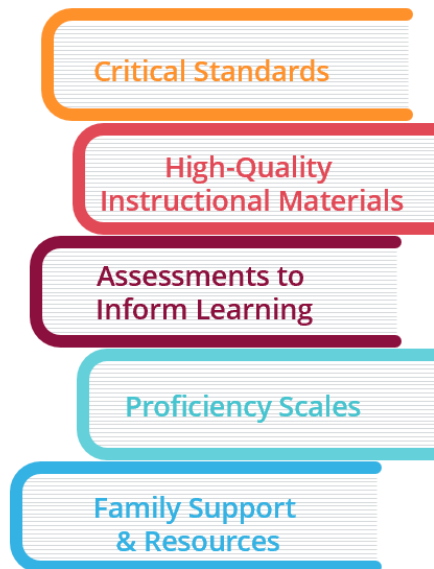 Critical Standards
High-Quality
Instructional Materials
Assessments to
Inform Learning
Proficiency Scales
Family Support
& Resources